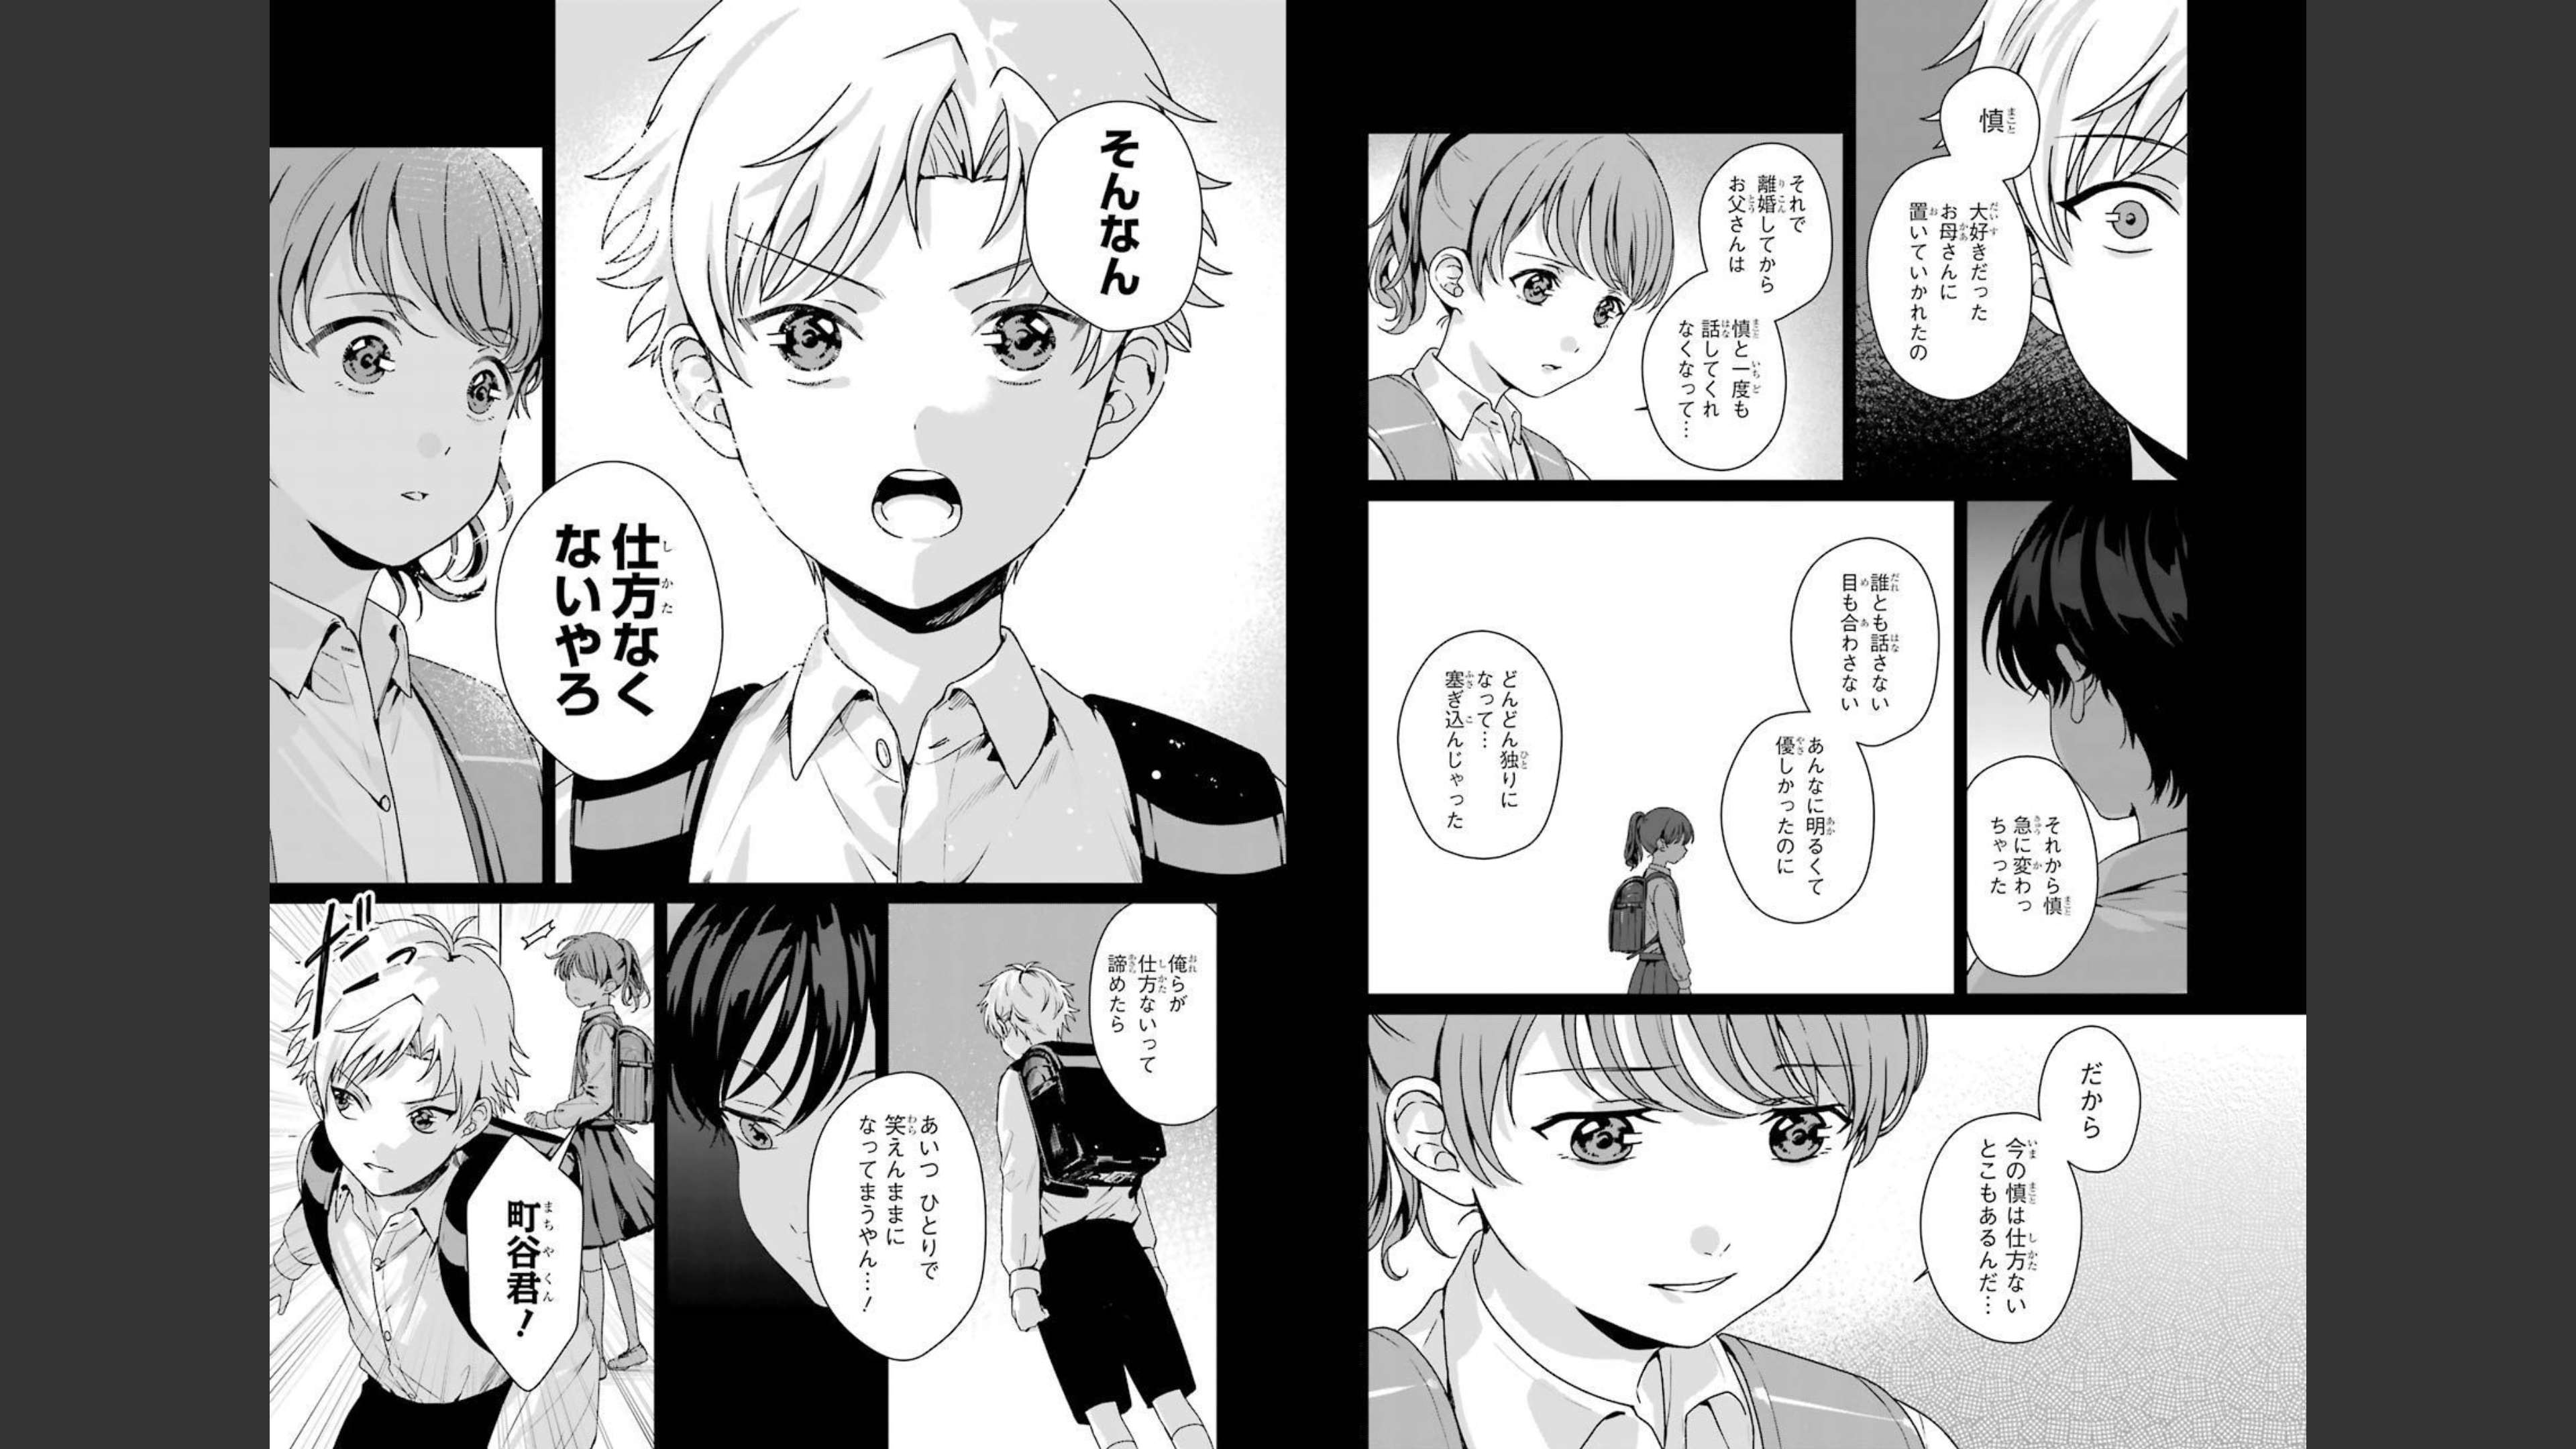 慎
大好きだった
お母さんに
置いていかれたの
それで
離婚してから
お父さんは
慎と一度も
話してくれ
なくなって…
それから慎
急に変わっ
ちゃった
誰とも話さない
目も合わさない
あんなに明るくて
優しかったのに
どんどん独りに
なって…
塞ぎ込んじゃった
だから
今の慎は仕方ない
とこもあるんだ…
そんなん
仕方なく
ないやろ
俺らが
仕方ないって
諦めたら
あいつ ひとりで
笑えんままに
なってまうやん…!
町谷君!